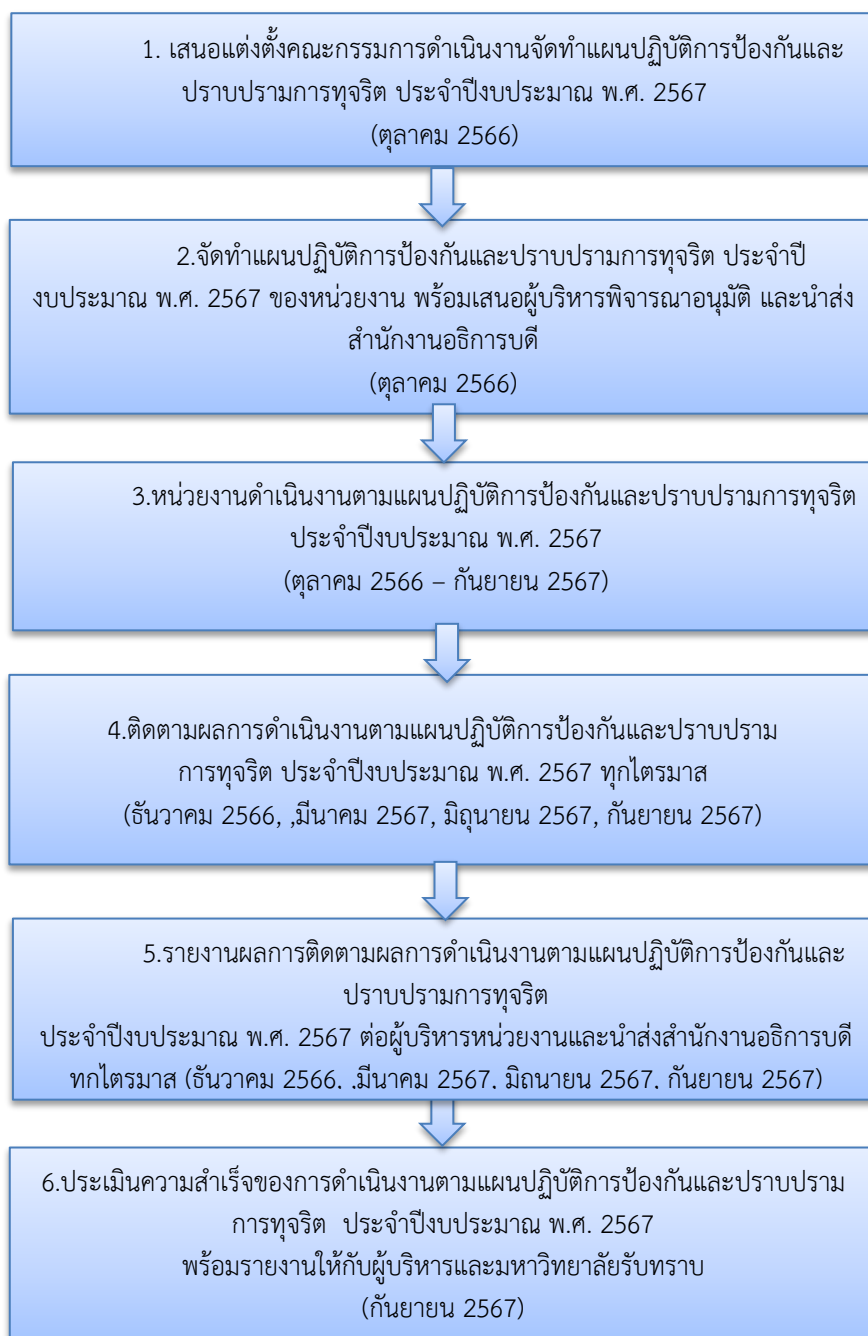 1. เสนอแต่งตั้งคณะกรรมการดำเนินงานจัดทำแผนปฏิบัติการป้องกันและ
ปราบปรามการทุจริต ประจำปีงบประมาณ พ.ศ. 2567
(ตุลาคม 2566)
2.จัดทำแผนปฏิบัติการป้องกันและปราบปรามการทุจริต ประจำปี
งบประมาณ พ.ศ. 2567 ของหน่วยงาน พร้อมเสนอผู้บริหารพิจารณาอนุมัติ และนำส่ง
สำนักงานอธิการบดี
(ตุลาคม 2566)
3.หน่วยงานดำเนินงานตามแผนปฏิบัติการป้องกันและปราบปรามการทุจริต
ประจำปีงบประมาณ พ.ศ. 2567
(ตุลาคม 2566 – กันยายน 2567)
4.ติดตามผลการดำเนินงานตามแผนปฏิบัติการป้องกันและปราบปราม
การทุจริต ประจำปีงบประมาณ พ.ศ. 2567 ทุกไตรมาส
(ธันวาคม 2566, ,มีนาคม 2567, มิถุนายน 2567, กันยายน 2567)
5.รายงานผลการติดตามผลการดำเนินงานตามแผนปฏิบัติการป้องกันและ
ปราบปรามการทุจริต
ประจำปีงบประมาณ พ.ศ. 2567 ต่อผู้บริหารหน่วยงานและนำส่งสำนักงานอธิการบดี
ทุกไตรมาส (ธันวาคม 2566, ,มีนาคม 2567, มิถุนายน 2567, กันยายน 2567)
6.ประเมินความสำเร็จของการดำเนินงานตามแผนปฏิบัติการป้องกันและปราบปราม
การทุจริต ประจำปีงบประมาณ พ.ศ. 2567
พร้อมรายงานให้กับผู้บริหารและมหาวิทยาลัยรับทราบ
(กันยายน 2567)